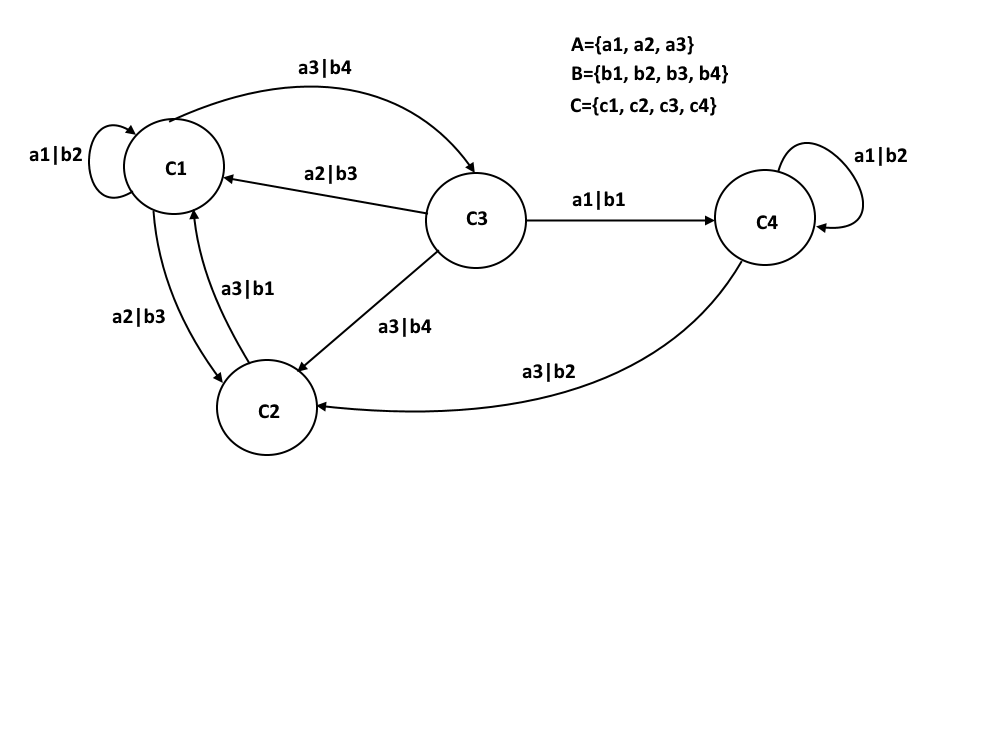 A={a1, a2, a3}
B={b1, b2, b3, b4}
C={c1, c2, c3, c4}
a3|b4
a1|b2
C1
a2|b3
C3
a1|b1
C4
a1|b2
a2|b3
a3|b1
a3|b4
a3|b2
C2